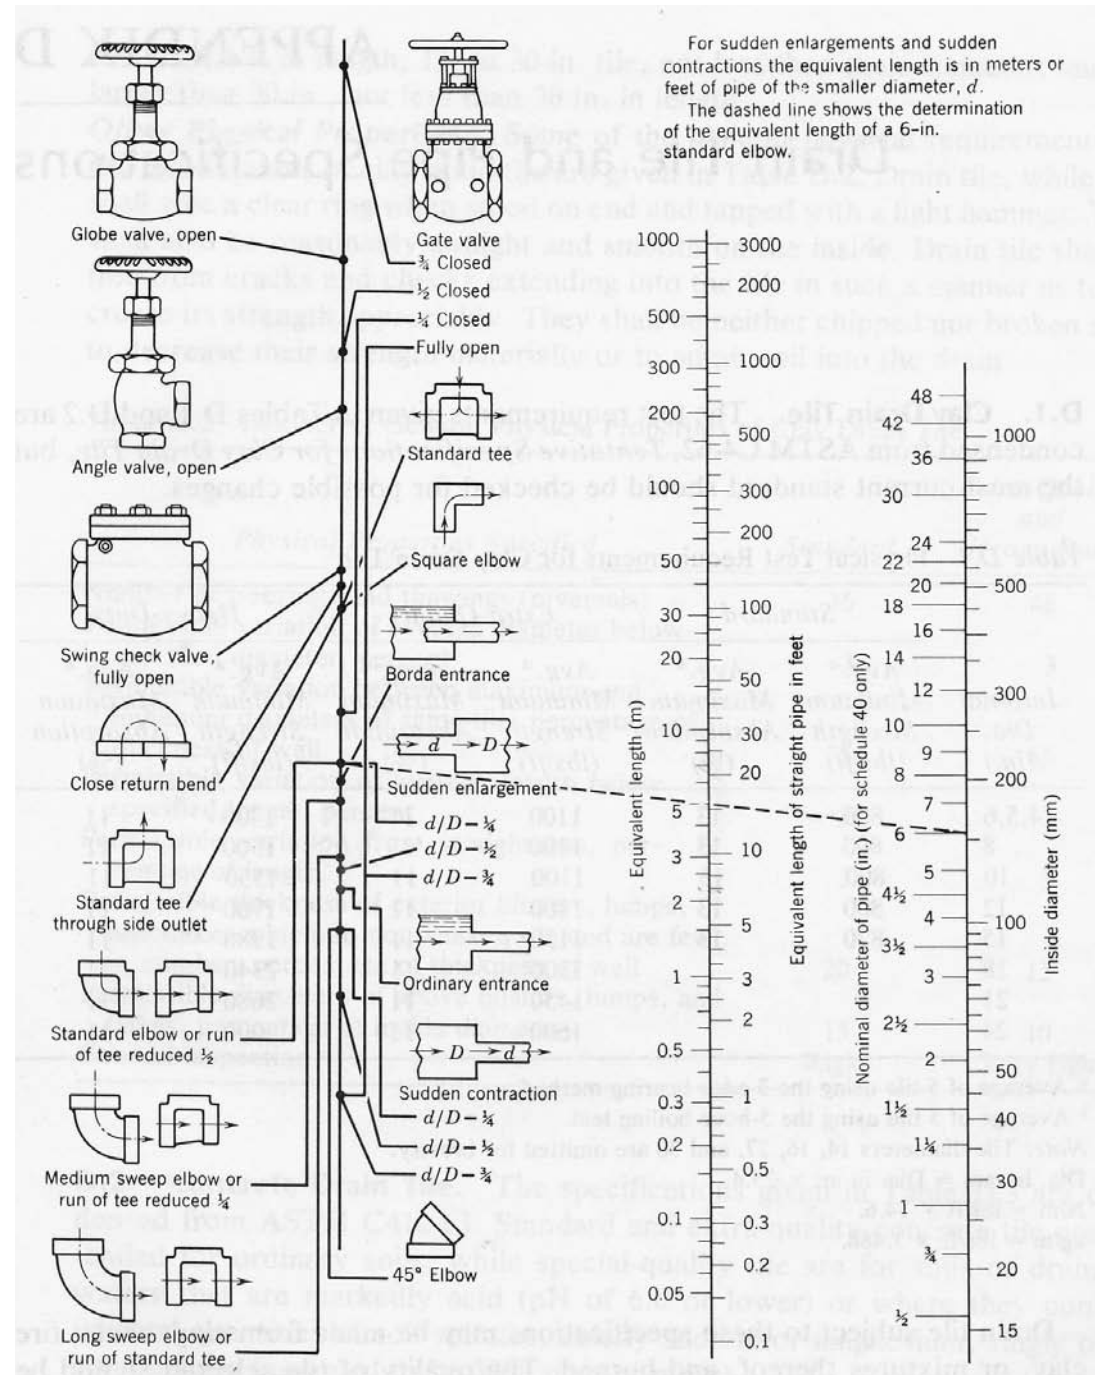 For sudden enlargements and sudden
contractions the equivalent length is in meters or
feet of pipe of the smaller diameter, d.
The dashed line shows the determination
of the equivalent length of a 6-in.
standard elbow.
Globe valve, open
Gate valve
¾ Closed
½ Closed
¼ Closed
Fully open
Angle valve, open
Standard tee
Square elbow
Swing check valve,
fully open
Borda entrance
Close return bend
d D
Sudden enlargement
d/D–¼
d/D–½
d/D–¾
Standard tee
through side outlet
Ordinary entrance
Standard elbow or run
of tee reduced ½
D d
Sudden contraction
d/D–¼
d/D–½
d/D–¾
Medium sweep elbow or
run of tee reduced ¼
45° Elbow
Long sweep elbow or
run of standard tee
Equivalent length (m)
1000
500
300
200
100
50
30
20
10
5
3
2
1
0.5
0.3
0.2
0.1
0.05
Equivalent length of straight pipe in feet
3000
2000
1000
500
300
200
100
50
30
20
10
5
3
2
1
0.5
0.3
0.2
0.1
Nominal diameter of pipe (in.) (for schedule 40 only)
48
42
36
30
24
22
20
18
16
14
12
10
9
8
7
6
5
4½
4
3½
3
2½
2
1½
1¼
1
¾
½
Inside diameter (mm)
1000
500
300
200
100
50
40
30
20
15